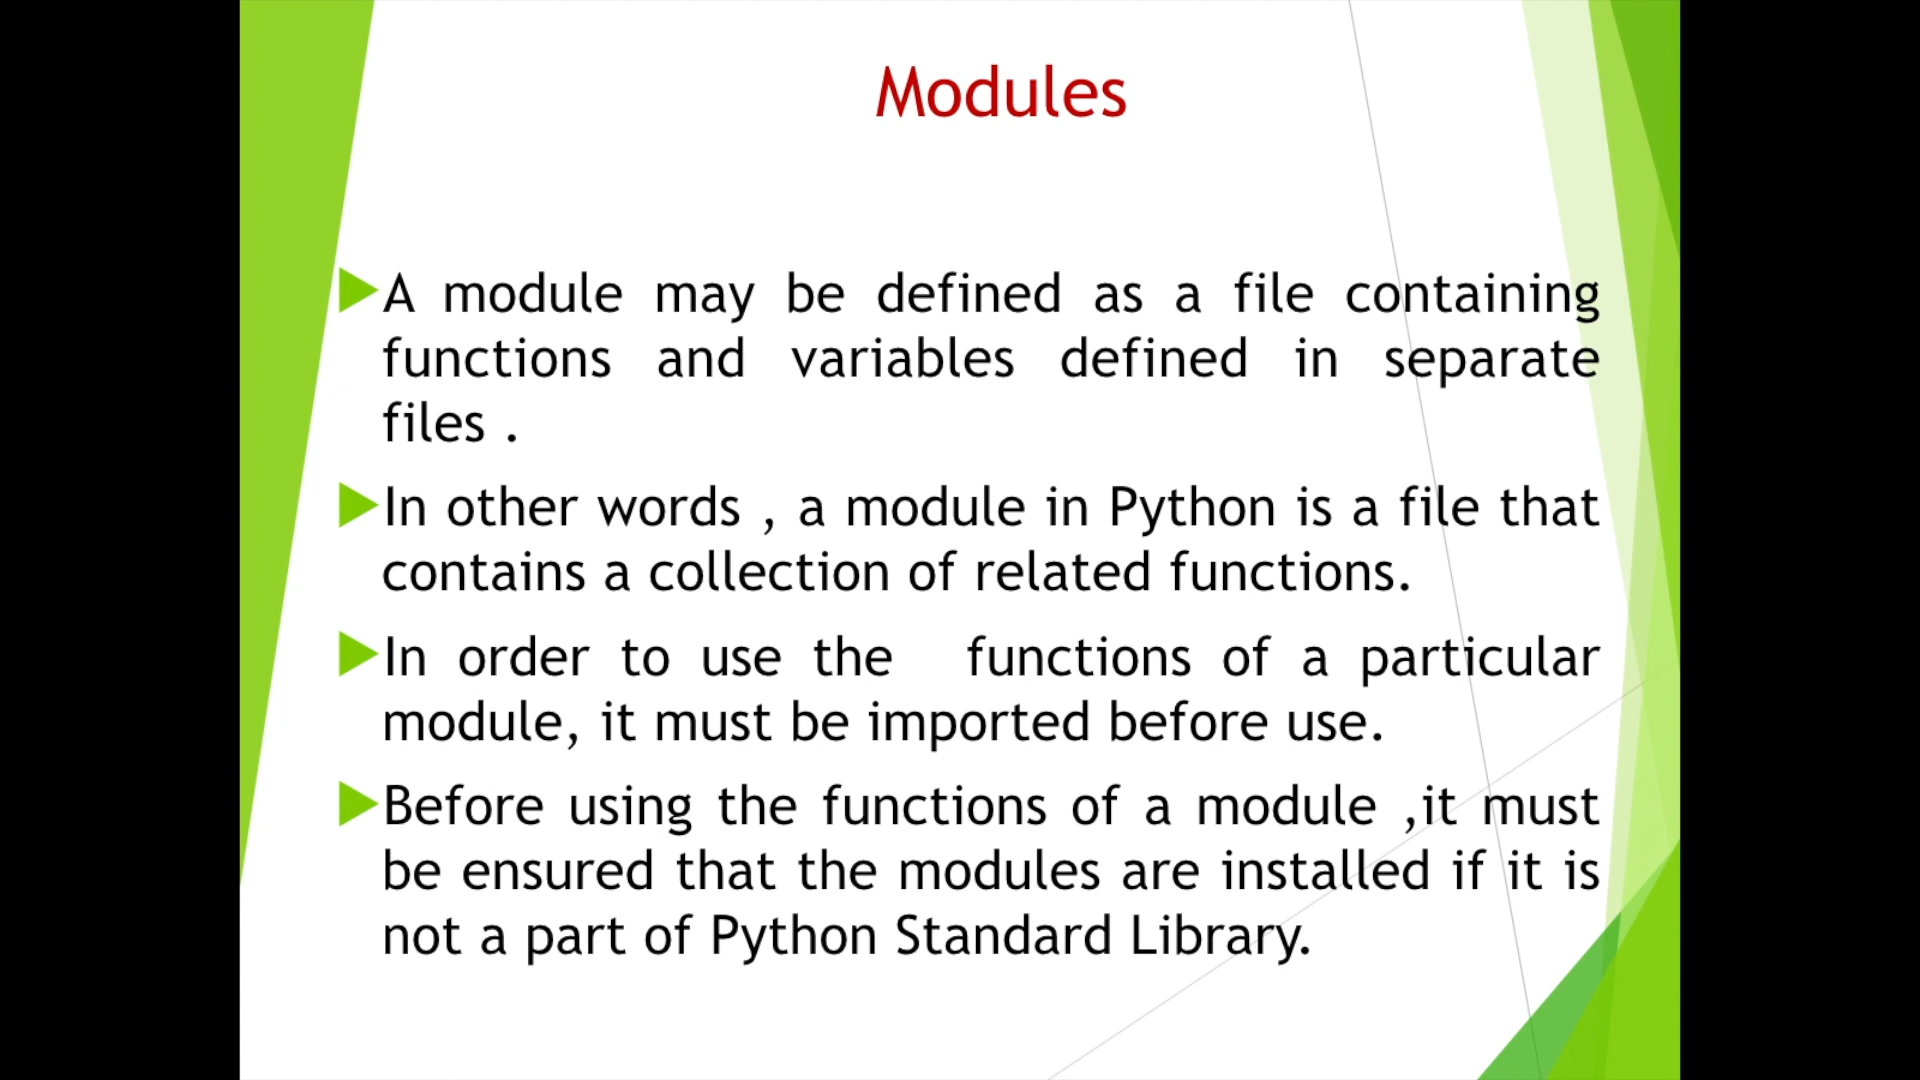 Modules
A module may be defined as a file containing
functions and variables defined in separate
files .
In other words , a module in Python is a file that
contains a collection of related functions.
In order to use the functions of a particular
module, it must be imported before use.
Before using the functions of a module ,it must
be ensured that the modules are installed if it is
not a part of Python Standard Library.